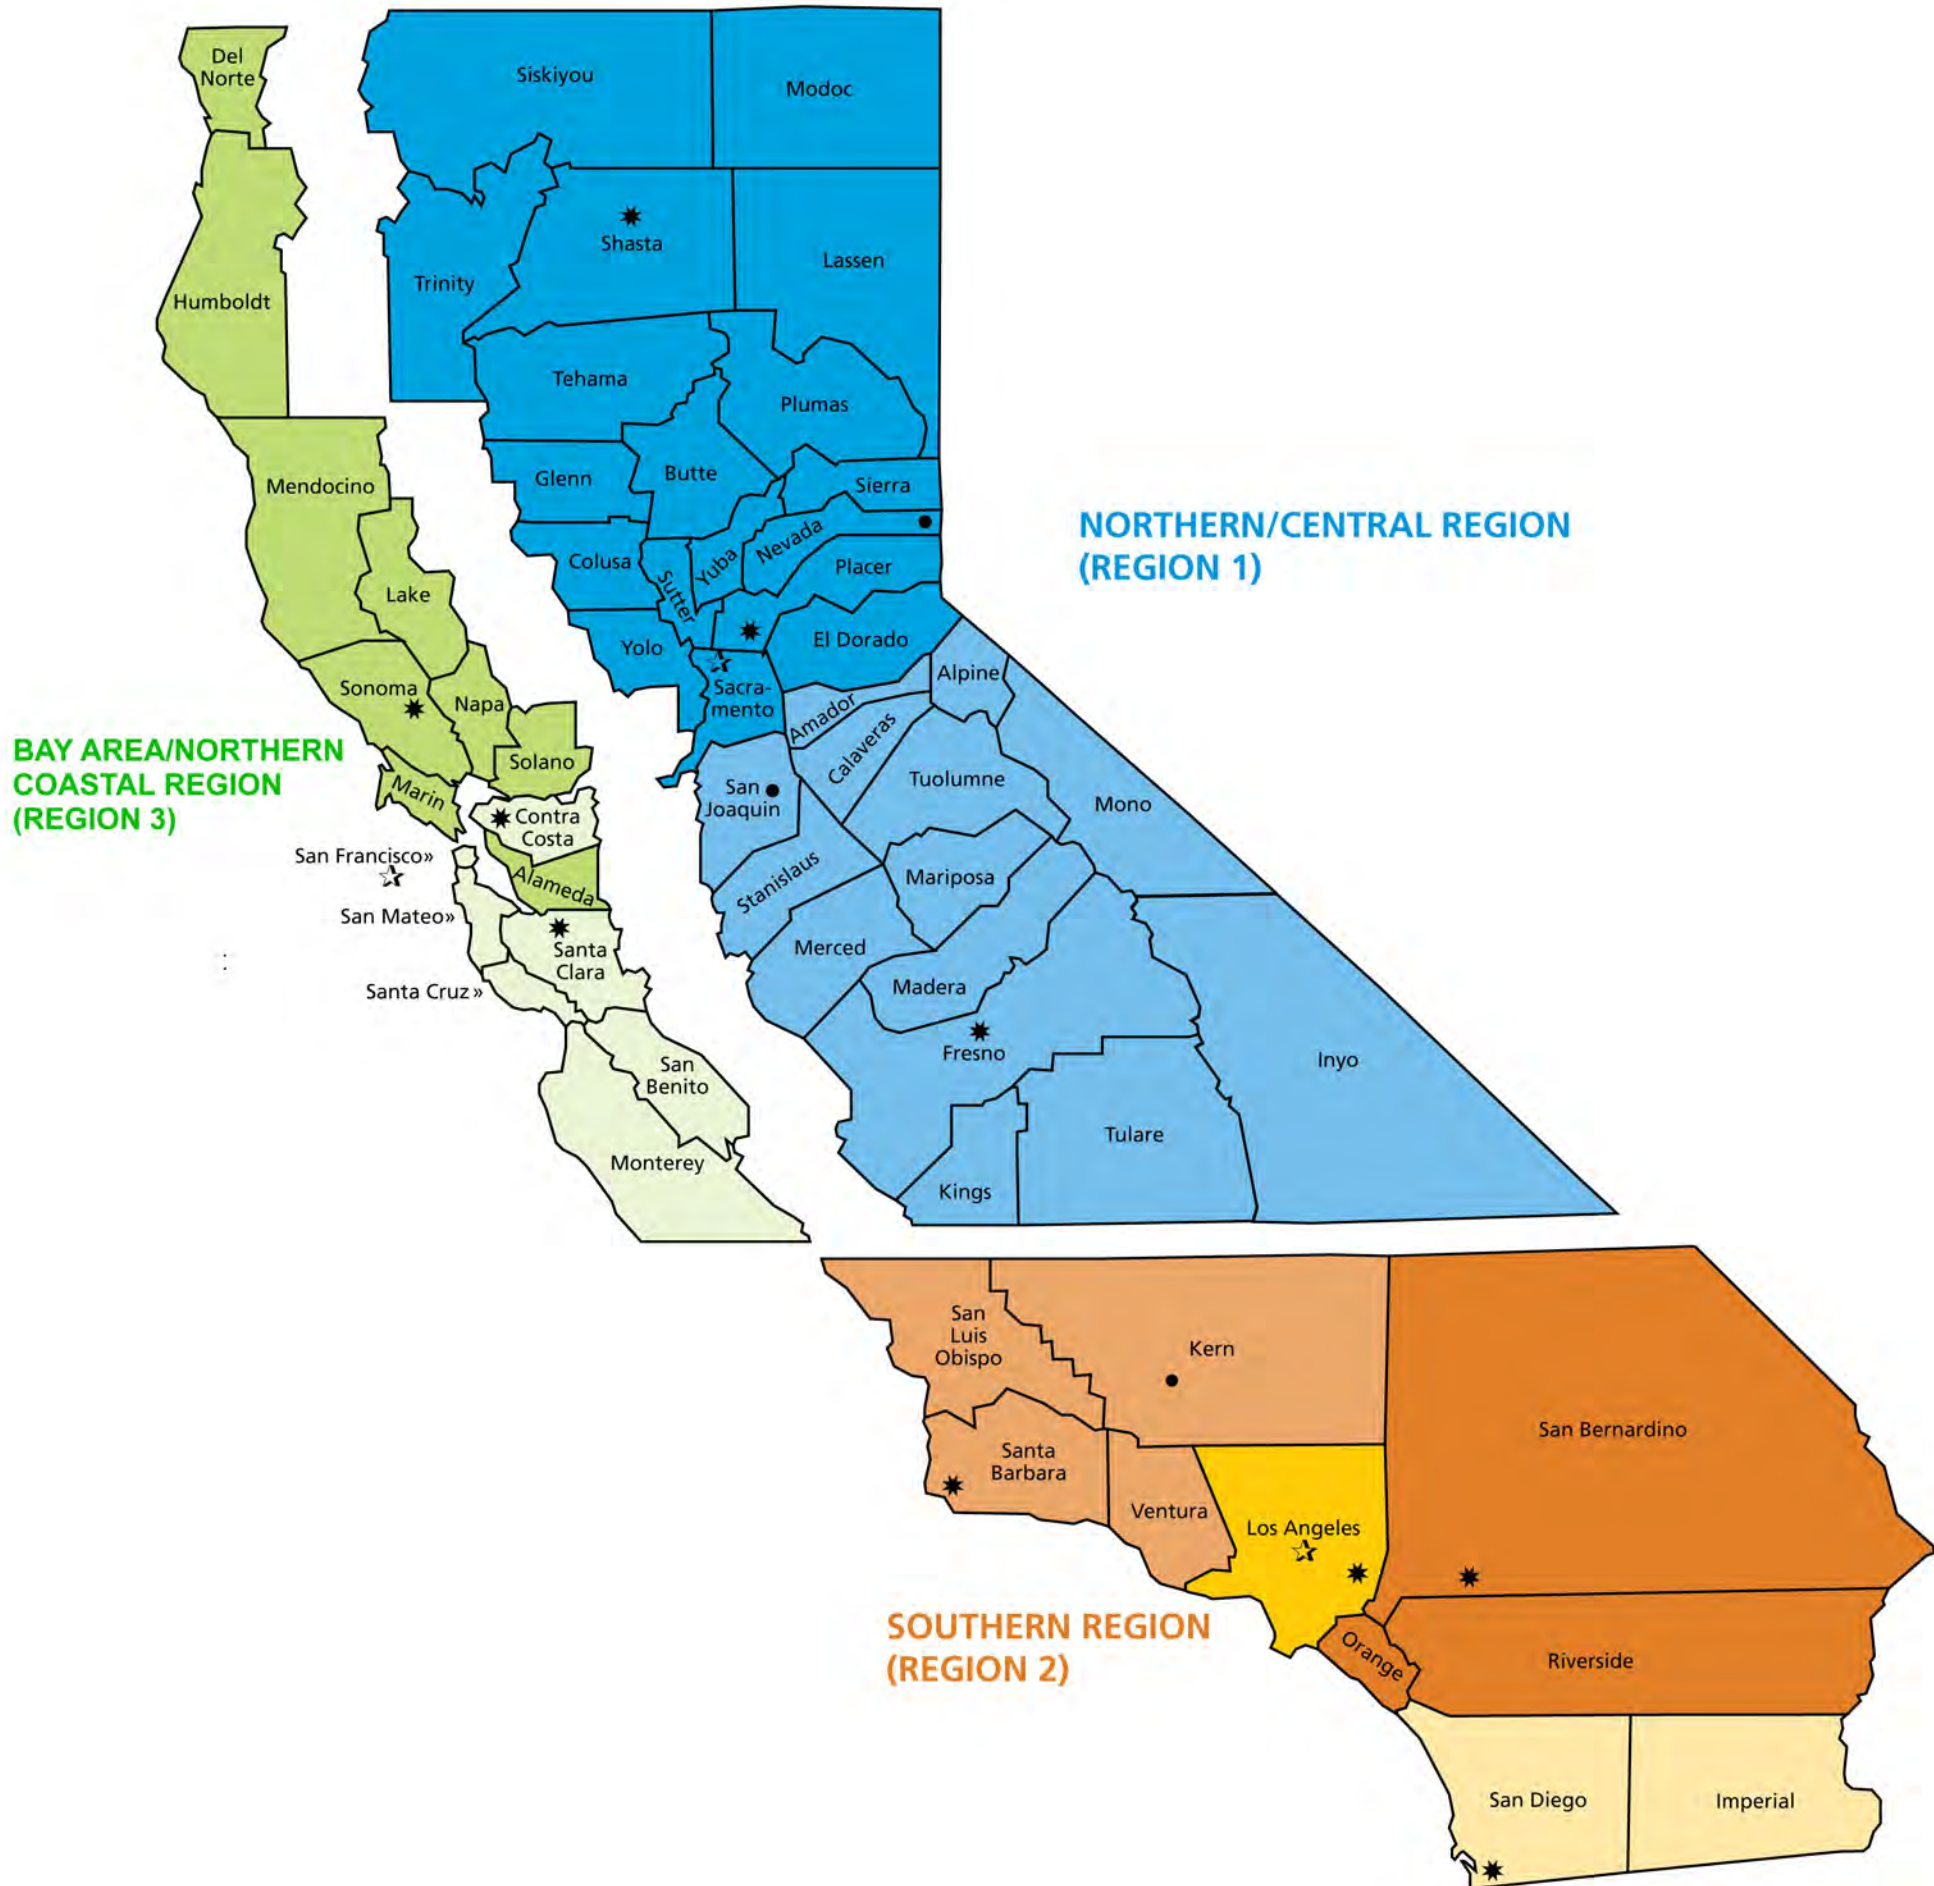 Del
Norte
Siskiyou
Modoc
Shasta
Lassen
Trinity
Humboldt
Tehama
Plumas
Glenn
Butte
Sierra
Mendocino
NORTHERN/CENTRAL REGION
(REGION 1)
Nevada
Colusa
Yuba
Placer
Sutter
Lake
El Dorado
Yolo
Alpine
Sonoma
Napa
Sacra-
mento
Amador
Calaveras
BAY AREA/NORTHERN
COASTAL REGION
(REGION 3)
Solano
Marin
San
Joaquin
Tuolumne
Mono
Contra
Costa
San Francisco»
Alameda
Stanislaus
Mariposa
San Mateo»
Merced
Santa
Clara
Santa Cruz»
Madera
Fresno
Inyo
San
Benito
Tulare
Monterey
Kings
San
Luis
Obispo
Kern
San Bernardino
Santa
Barbara
Ventura
Los Angeles
SOUTHERN REGION
(REGION 2)
Orange
Riverside
San Diego
Imperial